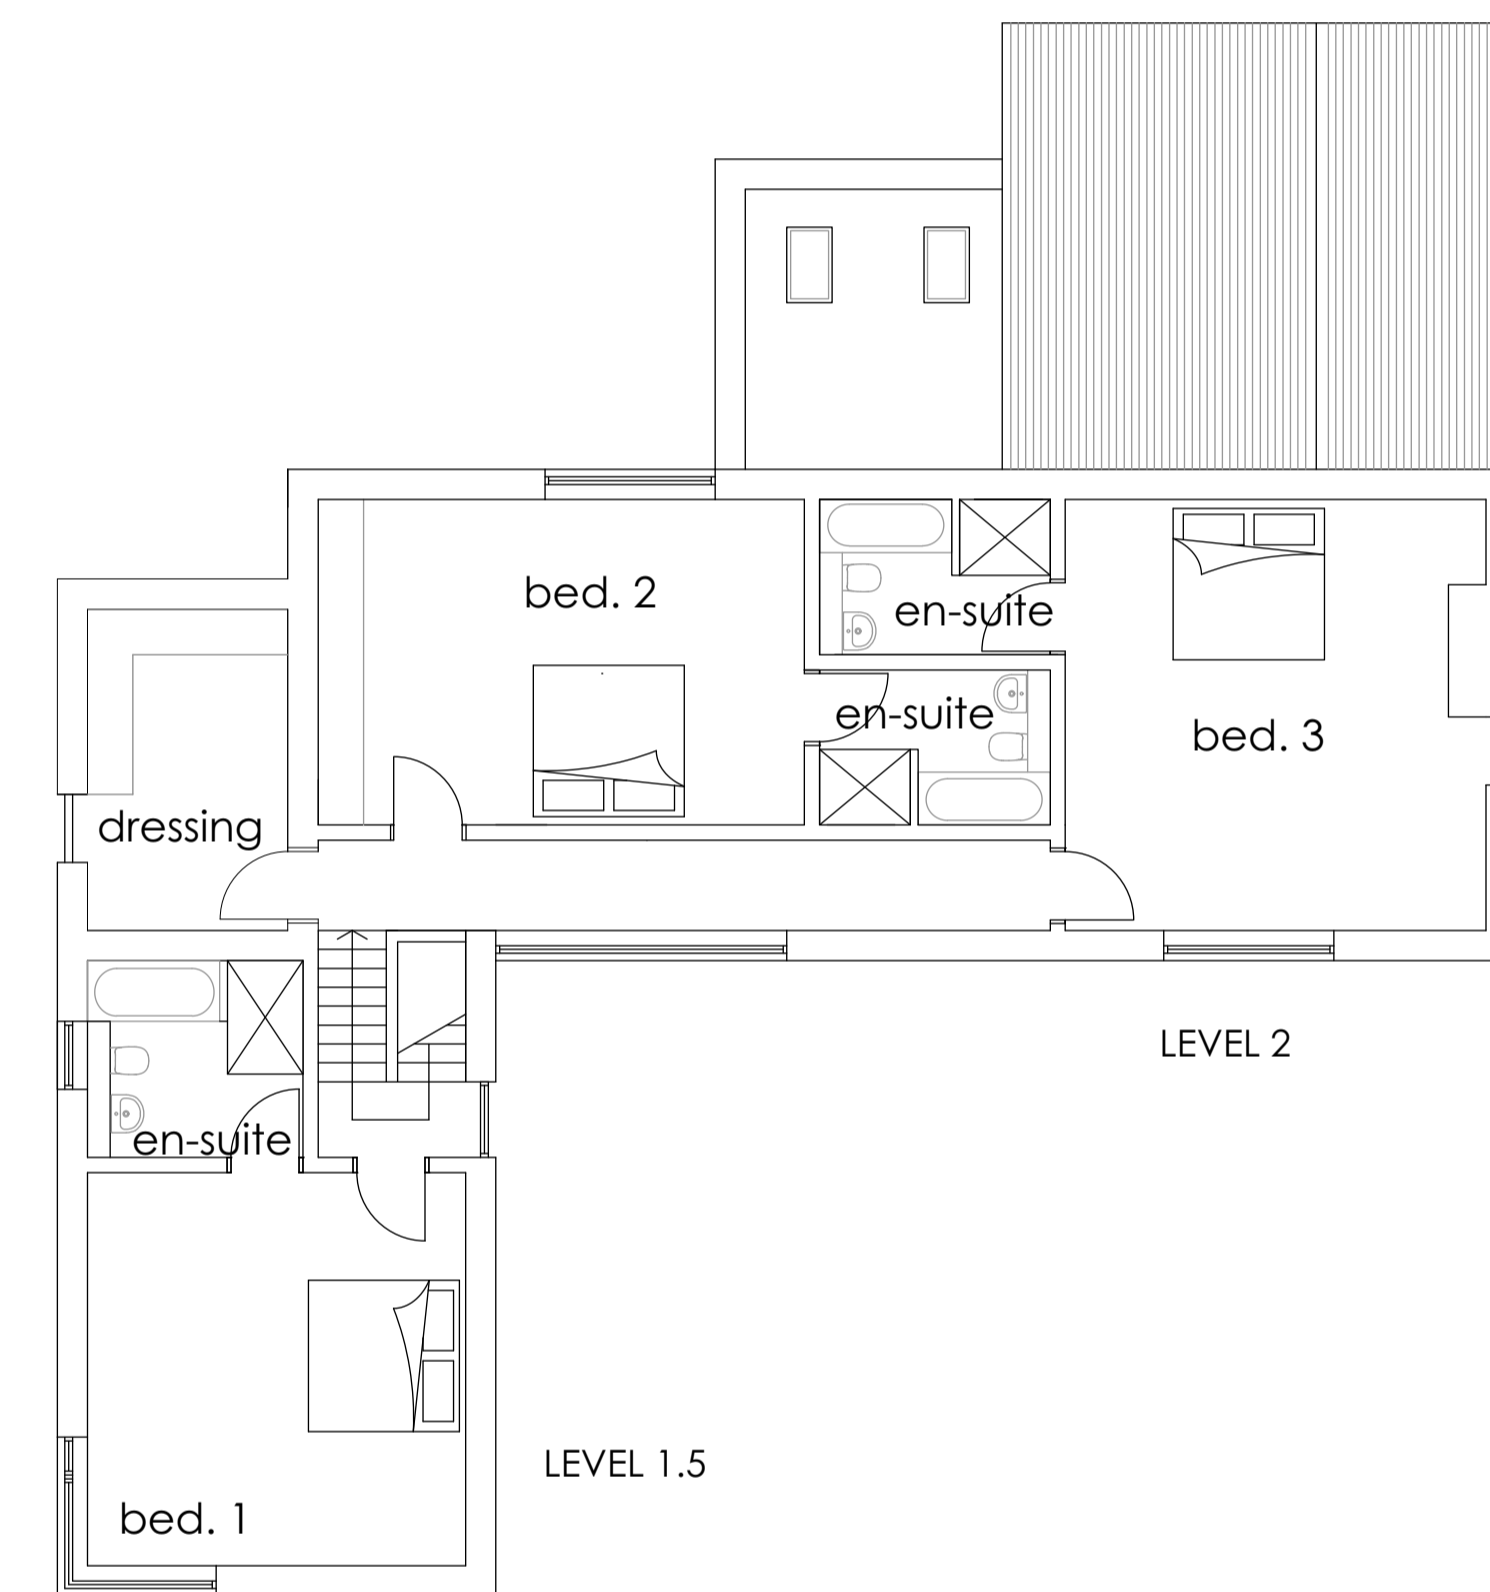 bed. 2
en-suite
en-suite
bed. 3
dressing
LEVEL 2
en-suite
LEVEL 1.5
bed. 1